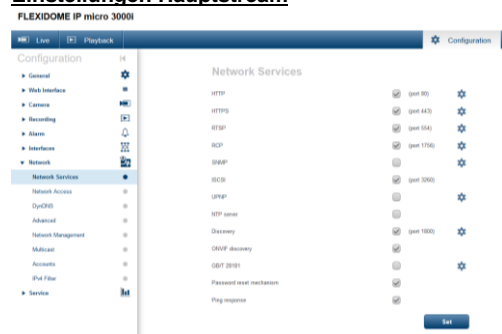 Einstellungen Hauptstream
FLEXIDOME IP micro 3000i
Live Playback Configuration
Configuration
General
Web Interface
Camera
Recording
Alarm
Interfaces
Network
Network Services
Network Access
DynDNS
Advanced
Network Management
Multicast
Accounts
IPv4 Filter
Service
Network Services
HTTP (port 80)
HTTPS (port 443)
RTSP (port 554)
RCP (port 1756)
SNMP
iSCSI (port 3260)
UPNP
NTP server
Discovery (port 1800)
ONVIF discovery
GB/T 28181
Password reset mechanism
Ping response
Set